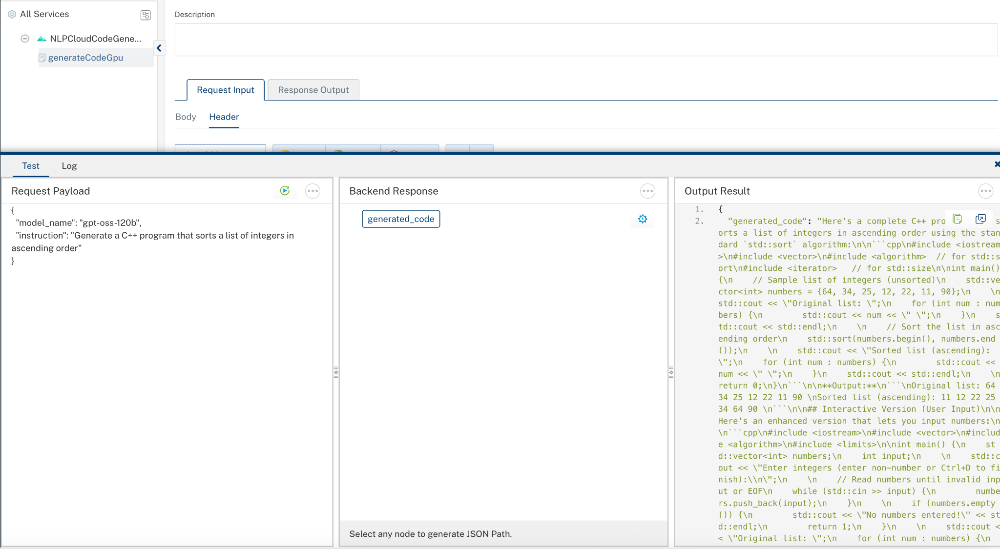 All Services
NLPCloudCodeGene...
generateCodeGpu
Description
Request Input
Response Output
Body
Header
Test
Log
Request Payload
{
"model_name": "gpt-oss-120b",
"instruction": "Generate a C++ program that sorts a list of integers in
ascending order"
}
Backend Response
generated_code
Select any node to generate JSON Path.
Output Result
1. {
2. "generated_code": "Here's a complete C++ pro s
orts a list of integers in ascending order using the stan
dard `std::sort` algorithm:\n\n```cpp\n#include <iostream
>\n#include <vector>\n#include <algorithm>  // for std::s
ort\n#include <iterator>   // for std::size\n\nint main()
{\n    // Sample list of integers (unsorted)\n    std::ve
ctor<int> numbers = {64, 34, 25, 12, 22, 11, 90};\n    \n
std::cout << \"Original list: \";\n    for (int num : num
bers) {\n        std::cout << num << \" \";\n    }\n    s
td::cout << std::endl;\n    \n    // Sort the list in asc
ending order\n    std::sort(numbers.begin(), numbers.end
());\n    \n    std::cout << \"Sorted list (ascending):
\";\n    for (int num : numbers) {\n        std::cout <<
num << \" \";\n    }\n    std::cout << std::endl;\n    \n
return 0;\n}\n```\n\n**Output:**\n```\nOriginal list: 64
34 25 12 22 11 90 \nSorted list (ascending): 11 12 22 25
34 64 90 \n```\n\n## Interactive Version (User Input)\n\n
Here's an enhanced version that lets you input numbers:\n
\n```cpp\n#include <iostream>\n#include <vector>\n#includ
e <algorithm>\n#include <limits>\n\nint main() {\n    st
d::vector<int> numbers;\n    int input;\n    \n    std::c
out << \"Enter integers (enter non-number or Ctrl+D to fi
nish):\\n\";\n    \n    // Read numbers until invalid inp
ut or EOF\n    while (std::cin >> input) {\n        numbe
rs.push_back(input);\n    }\n    \n    if (numbers.empty
()) {\n        std::cout << \"No numbers entered!\" << st
d::endl;\n        return 1;\n    }\n    \n    std::cout <
< \"Original list: \";\n    for (int num : numbers) {\n